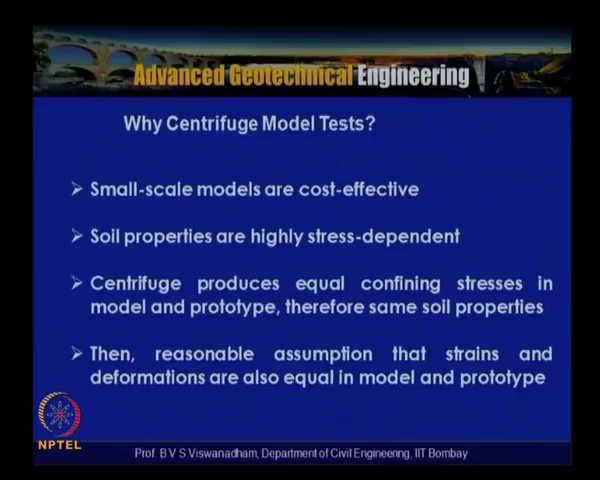 Advanced Geotechnical Engineering
Why Centrifuge Model Tests?
➢ Small-scale models are cost-effective
➢ Soil properties are highly stress-dependent
➢ Centrifuge produces equal confining stresses in
model and prototype, therefore same soil properties
➢ Then, reasonable assumption that strains and
deformations are also equal in model and prototype
NPTEL
Prof. B V S Viswanadham, Department of Civil Engineering, IIT Bombay